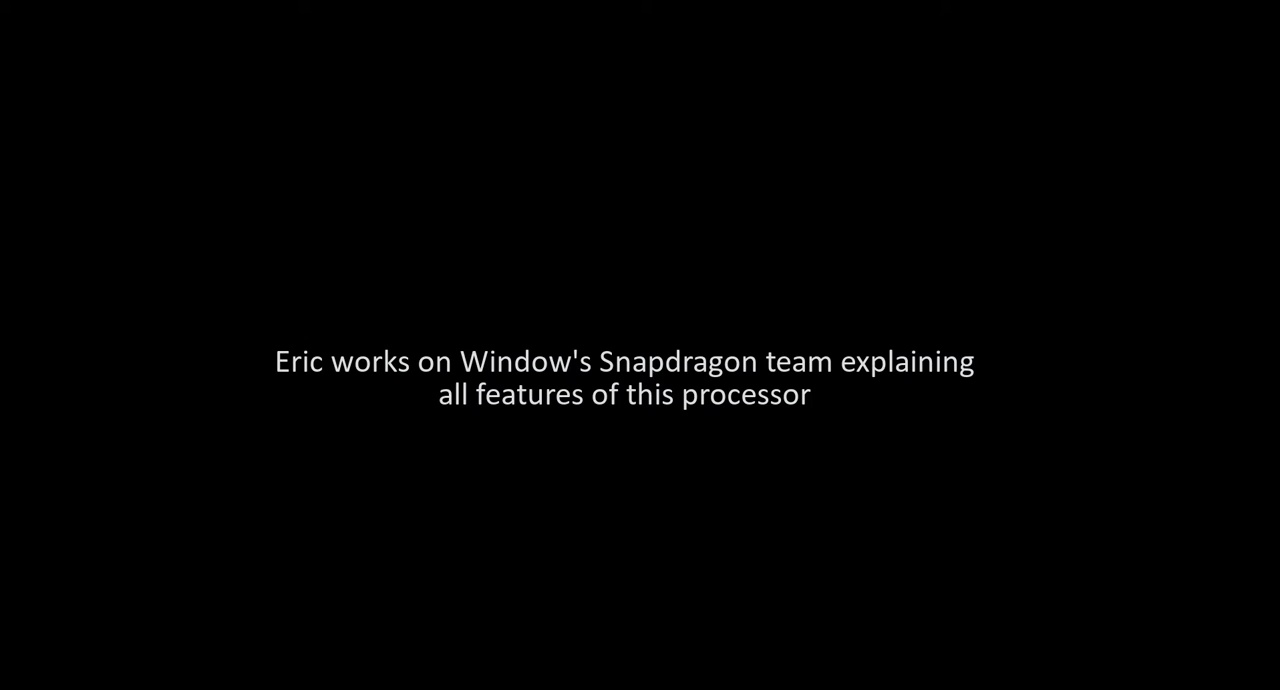 Eric works on Window's Snapdragon team explaining
all features of this processor